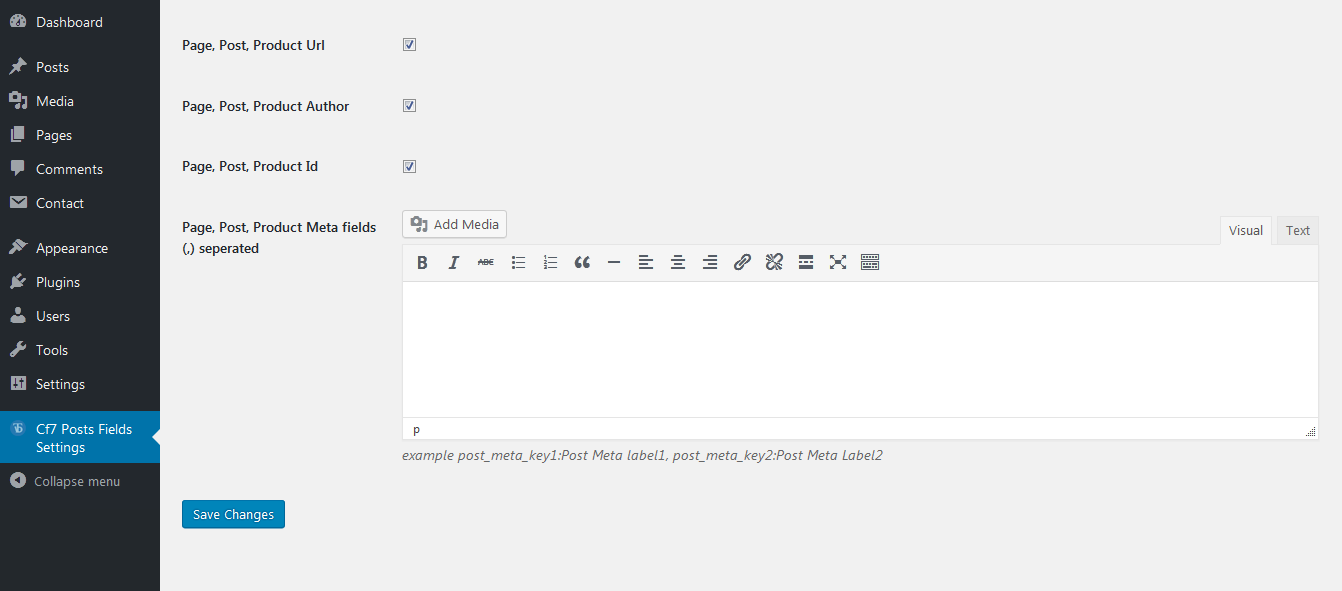 Dashboard
Posts
Media
Pages
Comments
Contact
Appearance
Plugins
Users
Tools
Settings
Cf7 Posts Fields
Settings
Collapse menu
Page, Post, Product Url
Page, Post, Product Author
Page, Post, Product Id
Page, Post, Product Meta fields
(,) seperated
Add Media
Visual
Text
B
I
ABC
p
example post_meta_key1:Post Meta label1, post_meta_key2:Post Meta Label2
Save Changes